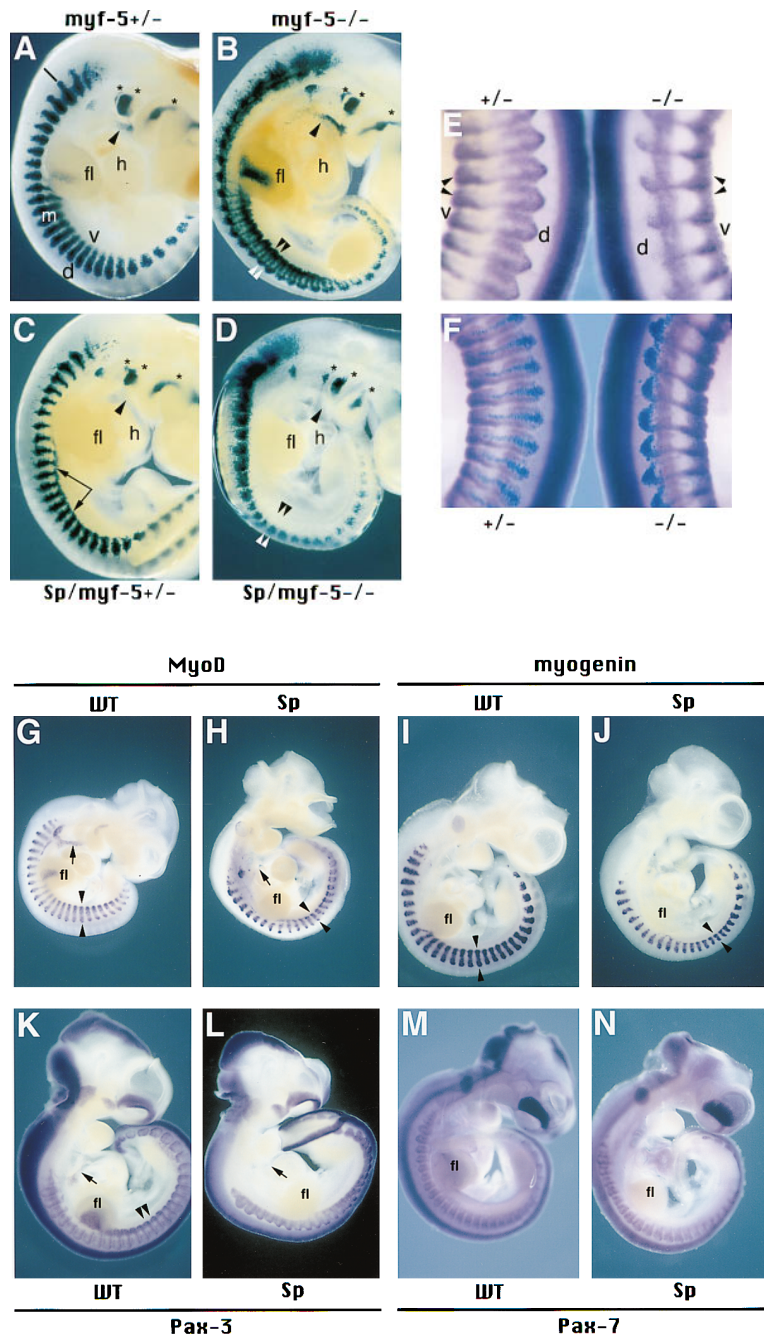 myf-5+/-
myf-5-/-
A
B
* * *
* * *
fl
h
fl
h
m
v
d
+/-
-/-
E
v
d
d
v
C
D
* * *
* * *
fl
h
fl
h
F
+/-
-/-
Sp/myf-5+/-
Sp/myf-5-/-
MyoD
myogenin
WT
Sp
WT
Sp
G
H
I
J
fl
fl
fl
fl
K
L
M
N
fl
fl
fl
fl
WT
Sp
WT
Sp
Pax-3
Pax-7